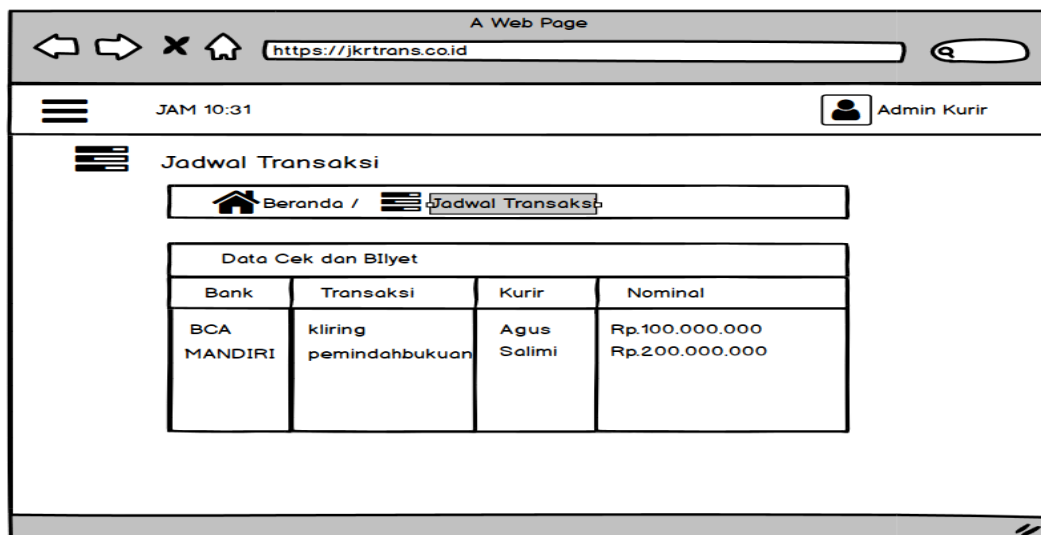 A Web Page
https://jkrtrans.co.id
JAM 10:31 Admin Kurir
Jadwal Transaksi
Beranda / Jadwal Transaksi
Data Cek dan BIlyet
Bank Transaksi Kurir Nominal
BCA kliring Agus Rp.100.000.000
MANDIRI pemindahbukuan Salimi Rp.200.000.000